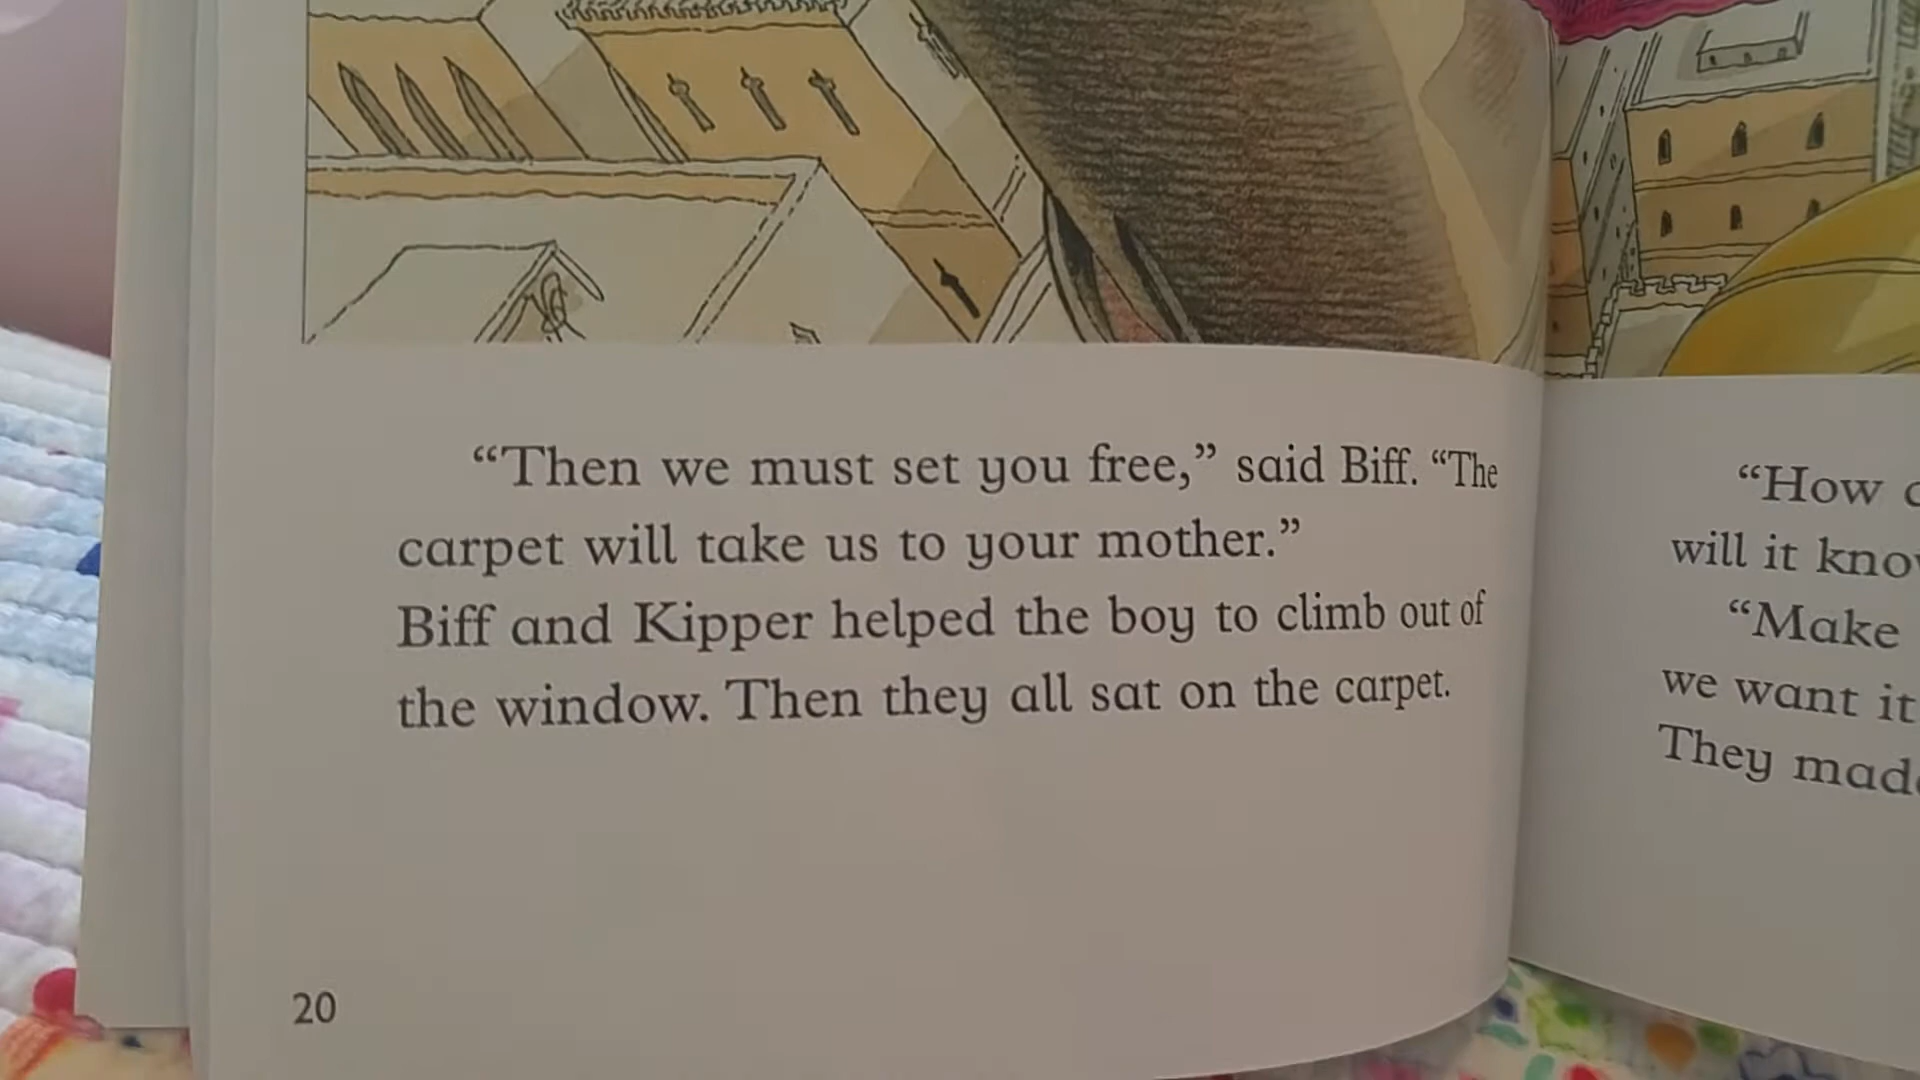 “Then we must set you free,” said Biff. “The
carpet will take us to your mother.”
Biff and Kipper helped the boy to climb out of
the window. Then they all sat on the carpet.
20
“How
will it
“Make
we want it
They